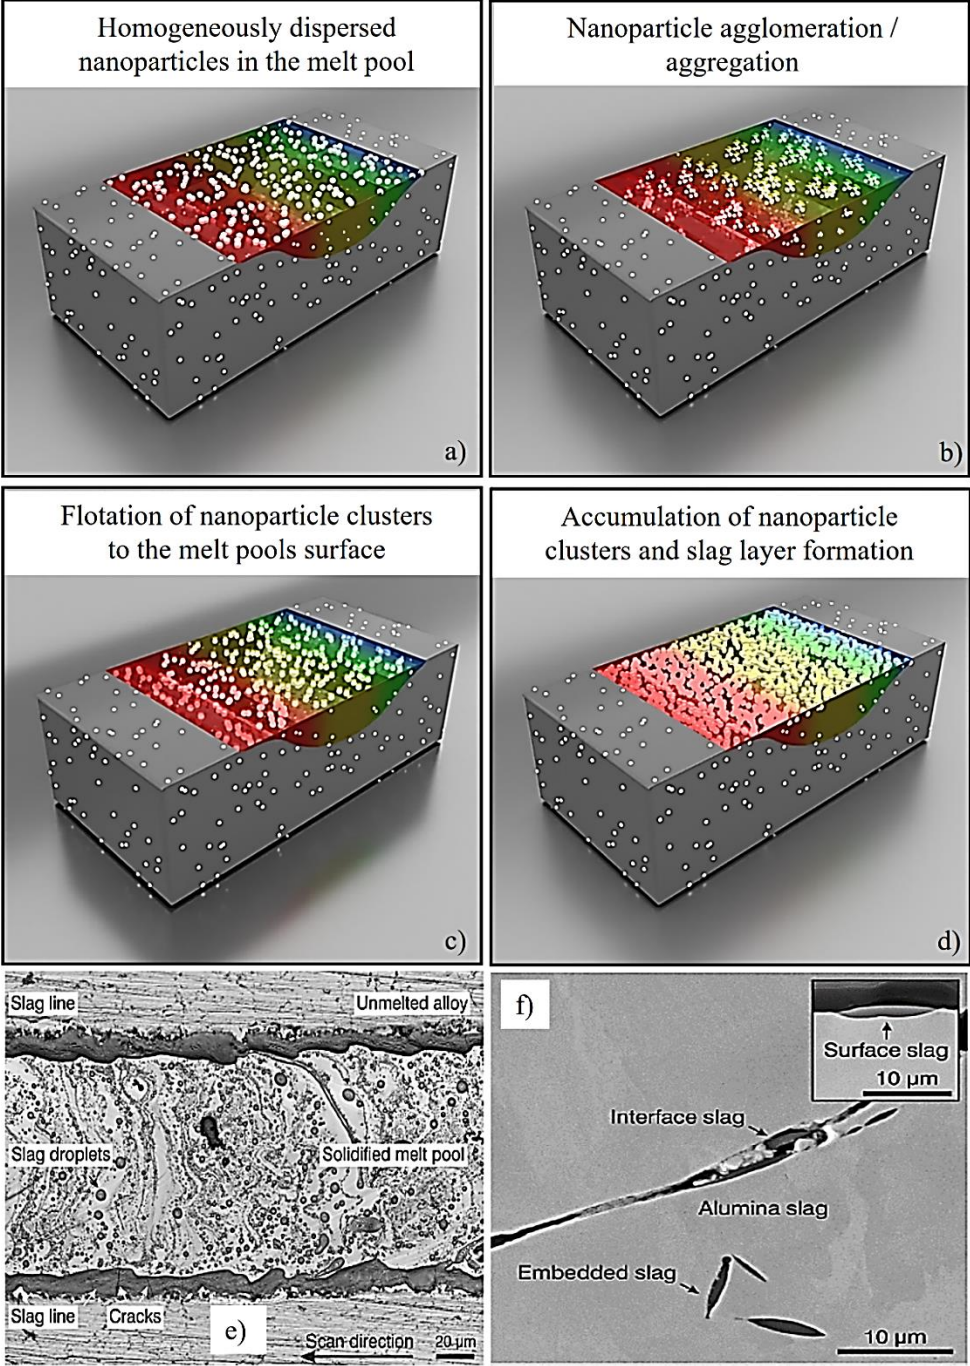 Homogeneously dispersed
nanoparticles in the melt pool
Nanoparticle agglomeration /
aggregation
a)
b)
Flotation of nanoparticle clusters
to the melt pools surface
Accumulation of nanoparticle
clusters and slag layer formation
c)
d)
Slag line
Unmelted alloy
Slag droplets
Solidified melt pool
Slag line
Cracks
e)
Scan direction
20 µm
f)
Surface slag
10 µm
Interface slag
Alumina slag
Embedded slag
10 µm